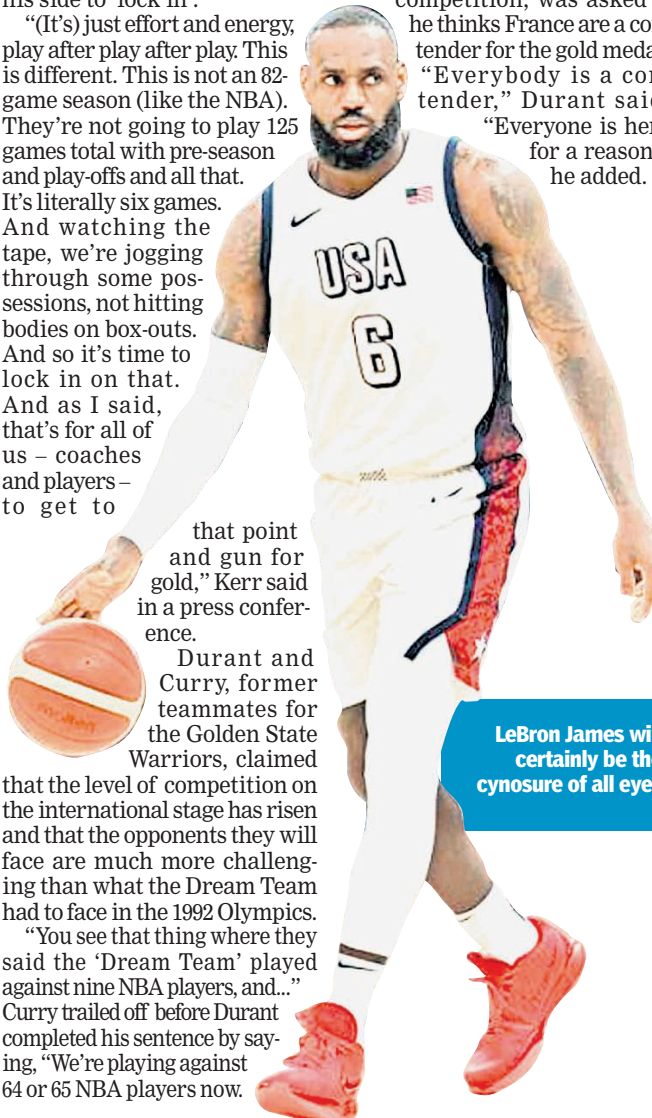 his side to 'lock in'.
"(It's) just effort and energy,
play after play after play. This
is different. This is not an 82-
game season (like the NBA).
They're not going to play 125
games total with pre-season
and play-offs and all that.
It's literally six games.
And watching the
tape, we're jogging
through some pos-
sessions, not hitting
bodies on box-outs.
And so it's time to
lock in on that.
And as I said,
that's for all of
us – coaches
and players –
to get to
that point
and gun for
gold," Kerr said
in a press confer-
ence.
Durant and
Curry, former
teammates for
the Golden State
Warriors, claimed
that the level of competition on
the international stage has risen
and that the opponents they will
face are much more challeng-
ing than what the Dream Team
had to face in the 1992 Olympics.
"You see that thing where they
said the 'Dream Team' played
against nine NBA players, and..."
Curry trailed off before Durant
completed his sentence by say-
ing, "We're playing against
64 or 65 NBA players now.
competition, was asked
he thinks France are a con
tender for the gold meda
"Everybody is a con
tender," Durant said
"Everyone is her
for a reason
he added.
USA
6
molten
LeBron James wi
certainly be the
cynosure of all eye